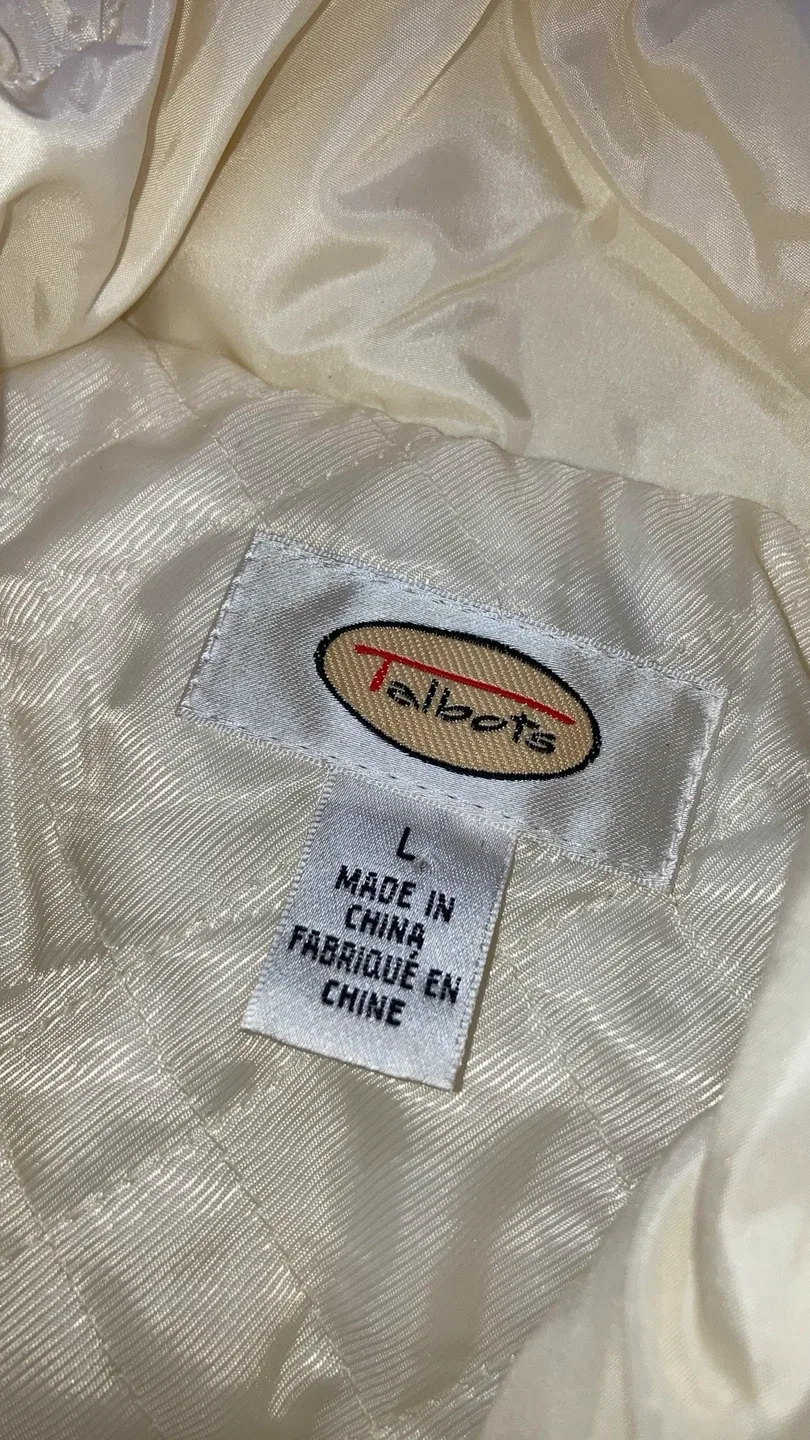 Talbots
L
MADE IN
CHINA
FABRIQUÉ EN
CHINE